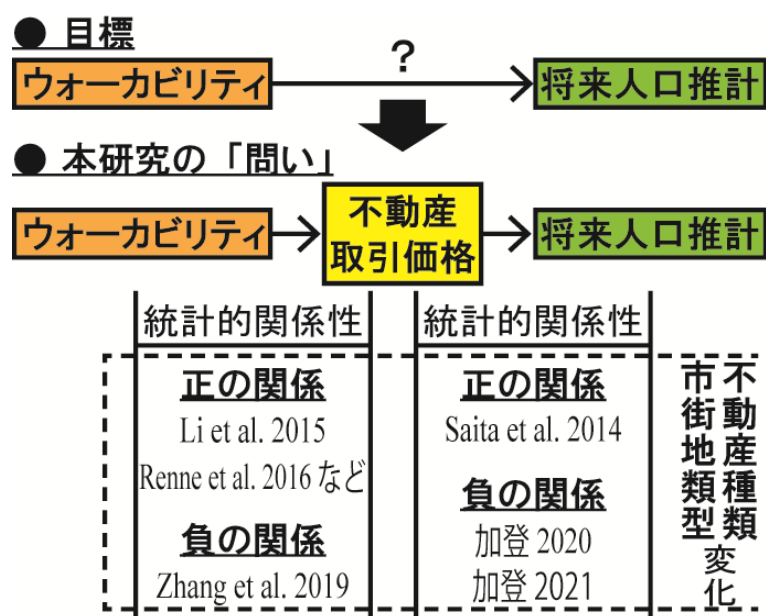 ● 目標
ウォーカビリティ
?
将来人口推計
● 本研究の「問い」
ウォーカビリティ
不動産
取引価格
将来人口推計
統計的関係性
正の関係
Li et al. 2015
Renne et al. 2016 など
負の関係
Zhang et al. 2019
統計的関係性
正の関係
Saita et al. 2014
負の関係
加登 2020
加登 2021
不動産種類
市街地類型
変化